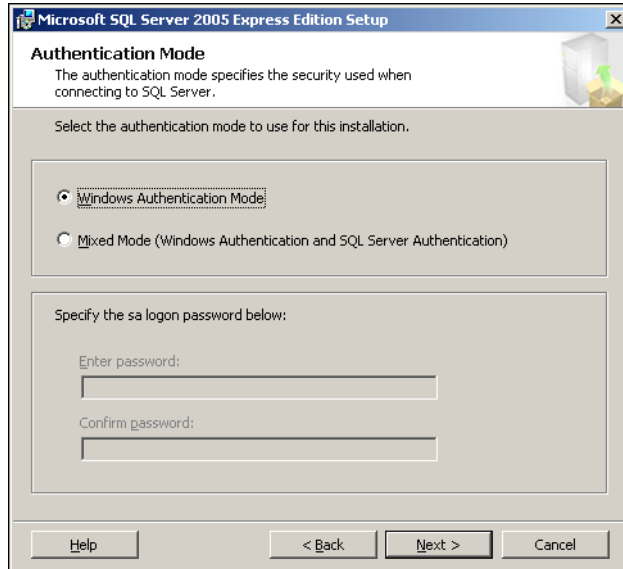 Microsoft SQL Server 2005 Express Edition Setup
Authentication Mode
The authentication mode specifies the security used when
connecting to SQL Server.
Select the authentication mode to use for this installation.
Windows Authentication Mode
Mixed Mode (Windows Authentication and SQL Server Authentication)
Specify the sa logon password below:
Enter password:
Confirm password:
Help
< Back
Next >
Cancel